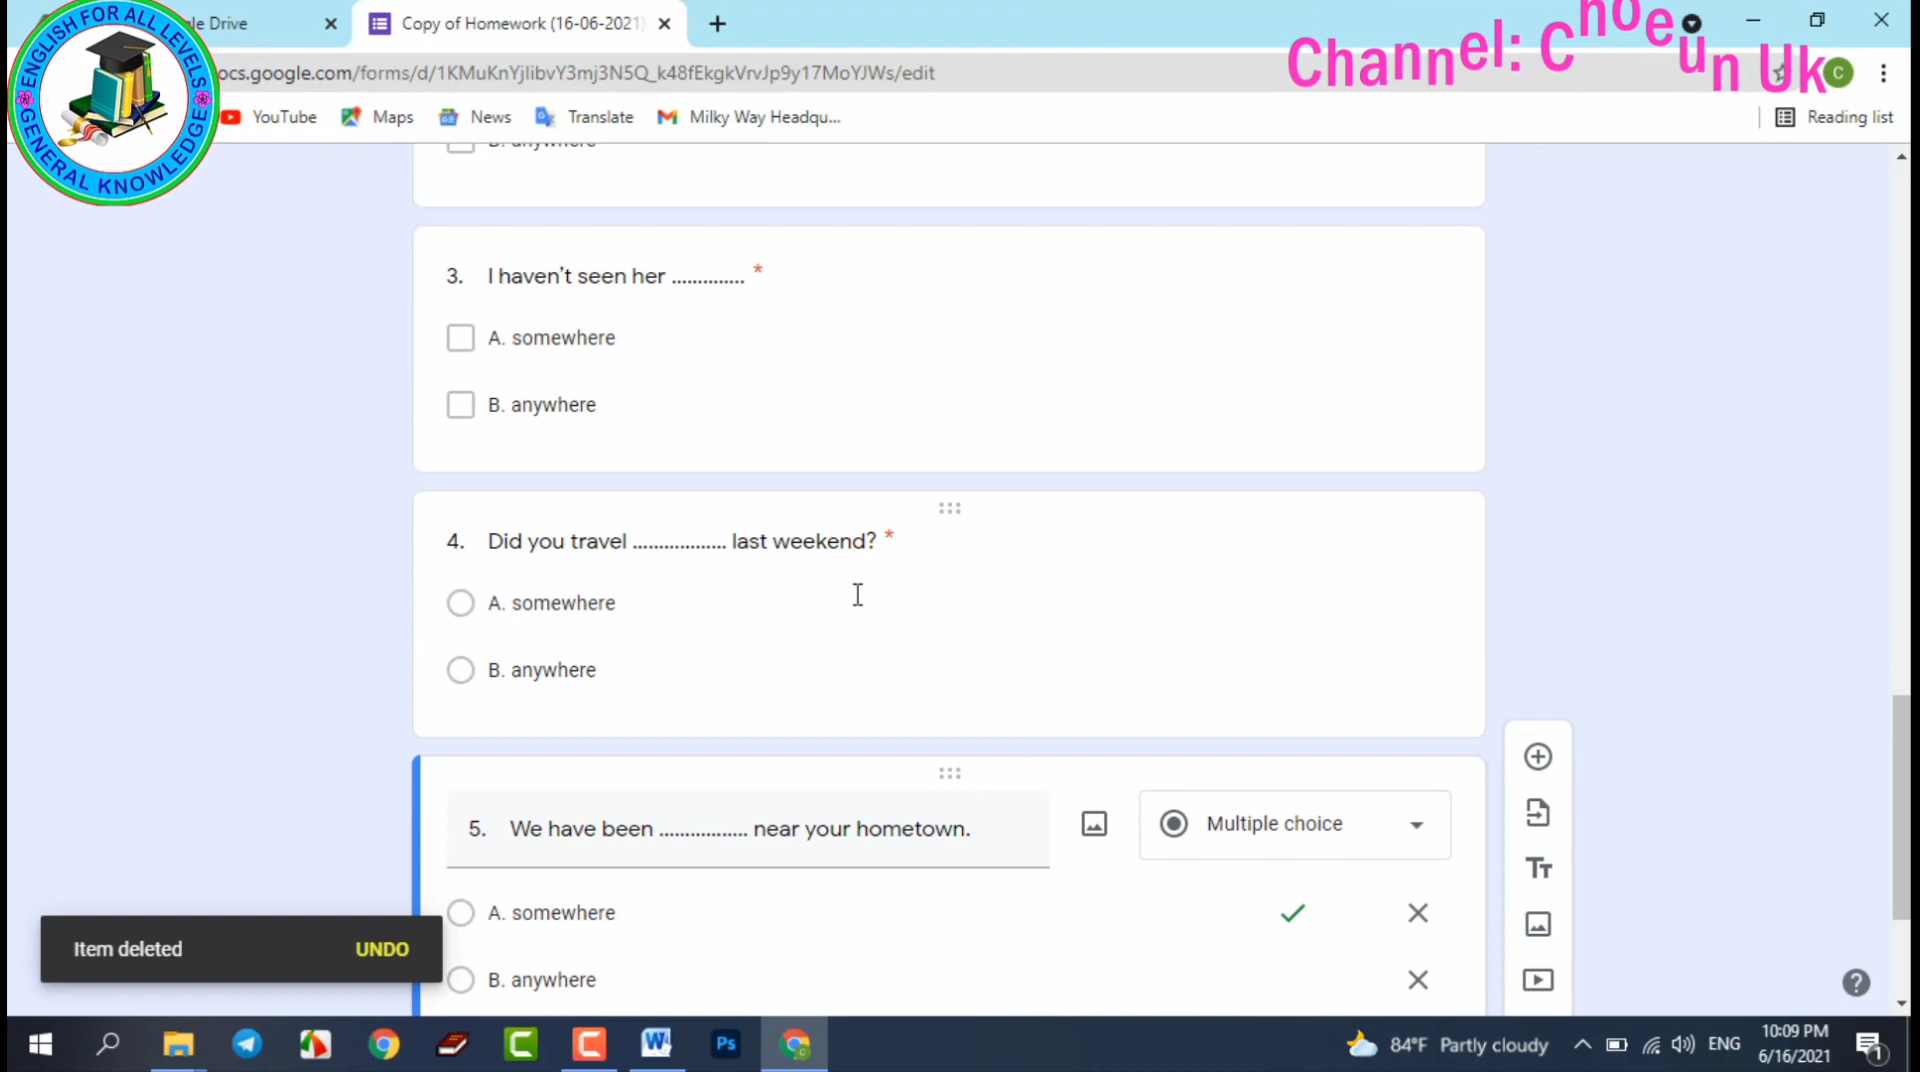 ENGLISH FOR ALL LEVELS
GENERAL KNOWLEDGE
le Drive
Copy of Homework (16-06-2021)
Channel: Choeun Uk
ocs.google.com/forms/d/1KMuKnYjlibvY3mj3N5Q_k48fEkgkVrvJp9y17MoYJWs/edit
C
YouTube
Maps
News
Translate
Milky Way Headqu...
Reading list
B. anywhere
3. I haven't seen her .............. *
A. somewhere
B. anywhere
4. Did you travel .................. last weekend? *
A. somewhere
B. anywhere
5. We have been ................. near your hometown.
Multiple choice
A. somewhere
B. anywhere
Tт
Item deleted
UNDO
84°F Partly cloudy
ENG
10:09 PM
6/16/2021
1